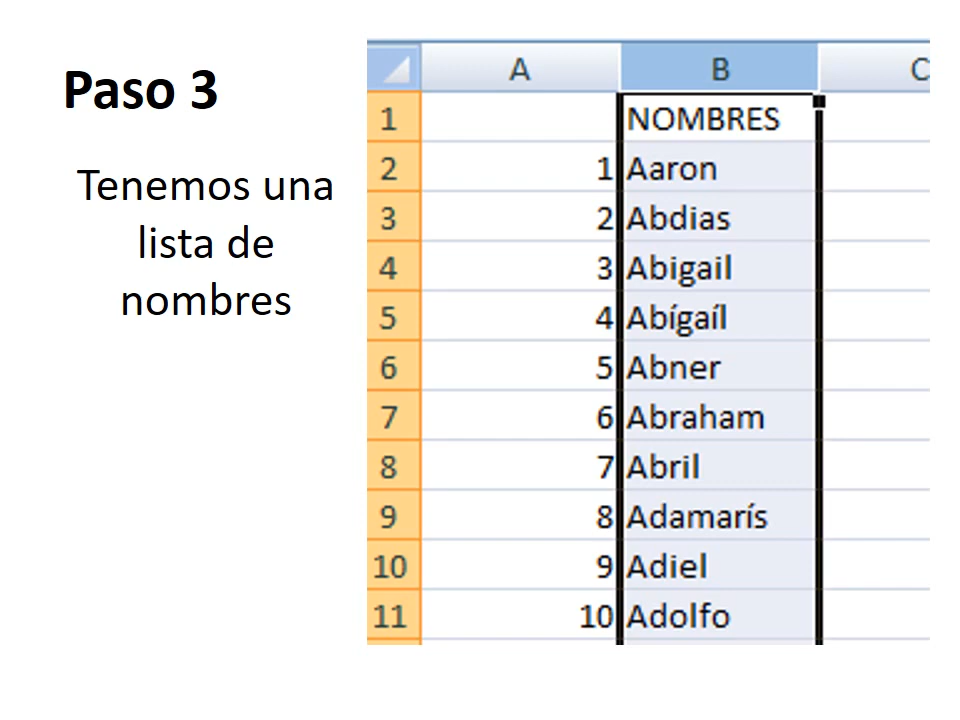 Paso 3
Tenemos una
lista de
nombres
A B C
1 NOMBRES
2 1 Aaron
3 2 Abdias
4 3 Abigail
5 4 Abígaíl
6 5 Abner
7 6 Abraham
8 7 Abril
9 8 Adamarís
10 9 Adiel
11 10 Adolfo